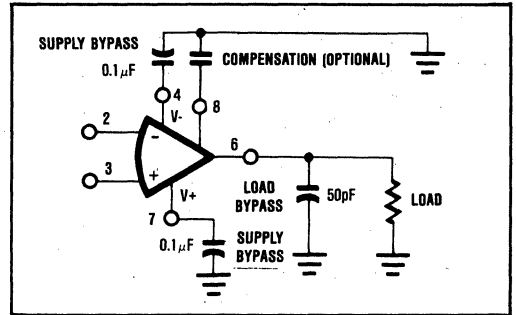 SUPPLY BYPASS
0.1μF
COMPENSATION (OPTIONAL)
4
8
V-
2
-
3
+
6
V+
7
LOAD
BYPASS
50pF
LOAD
0.1μF
SUPPLY
BYPASS